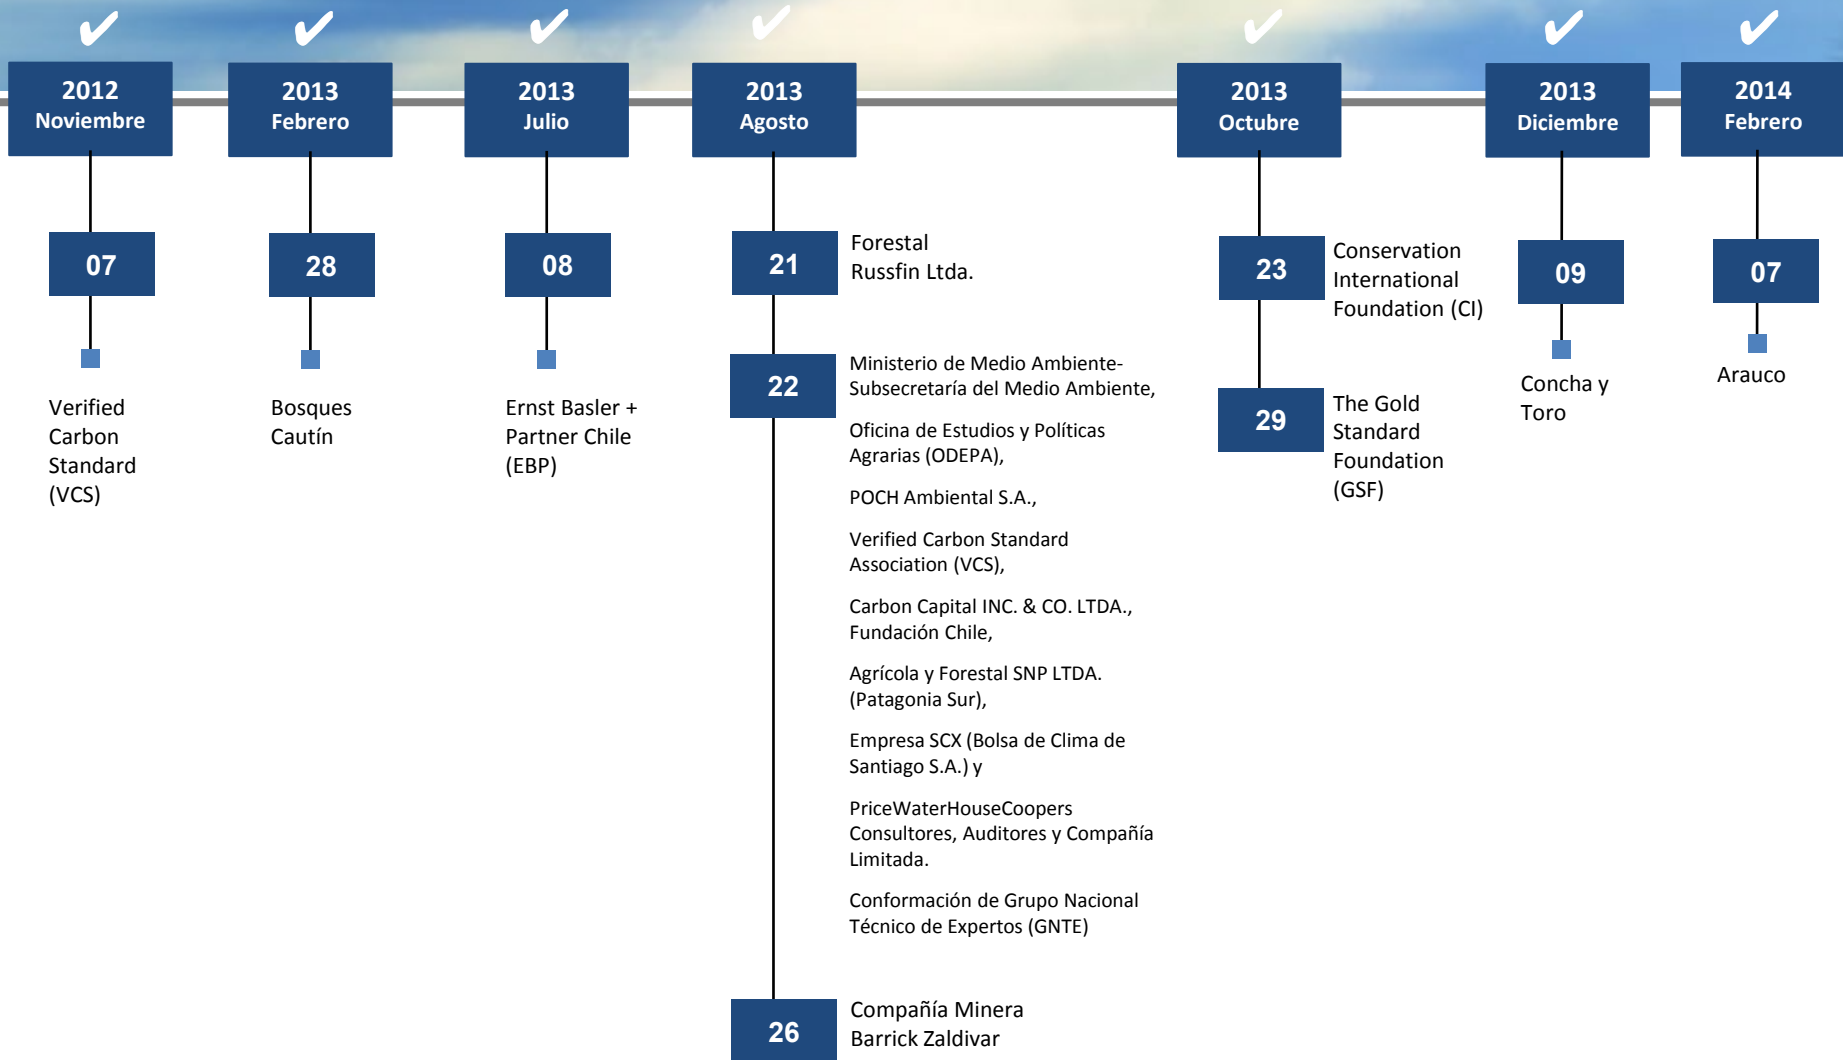 2012
Noviembre
07
Verified
Carbon
Standard
(VCS)
2013
Febrero
28
Bosques
Cautín
2013
Julio
08
Ernst Basler +
Partner Chile
(EBP)
2013
Agosto
21
Forestal
Russfin Ltda.
22
Ministerio de Medio Ambiente-
Subsecretaría del Medio Ambiente,
Oficina de Estudios y Políticas
Agrarias (ODEPA),
POCH Ambiental S.A.,
Verified Carbon Standard
Association (VCS),
Carbon Capital INC. & CO. LTDA.,
Fundación Chile,
Agrícola y Forestal SNP LTDA.
(Patagonia Sur),
Empresa SCX (Bolsa de Clima de
Santiago S.A.) y
PriceWaterHouseCoopers
Consultores, Auditores y Compañía
Limitada.
Conformación de Grupo Nacional
Técnico de Expertos (GNTE)
26
Compañía Minera
Barrick Zaldivar
2013
Octubre
23
Conservation
International
Foundation (CI)
29
The Gold
Standard
Foundation
(GSF)
2013
Diciembre
09
Concha y
Toro
2014
Febrero
07
Arauco